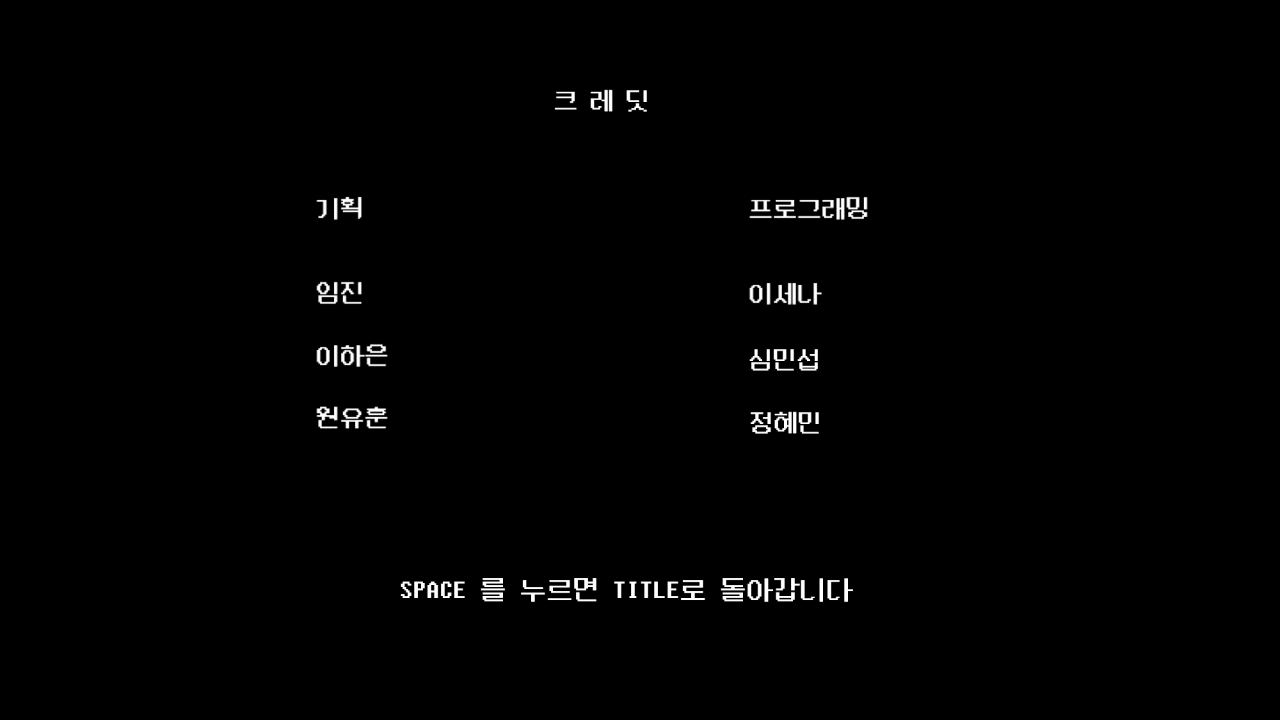 크 레 딧
기획 프로그래밍
임진 이세나
이하은 심민섭
원유훈 정혜민
SPACE 를 누르면 TITLE로 돌아갑니다